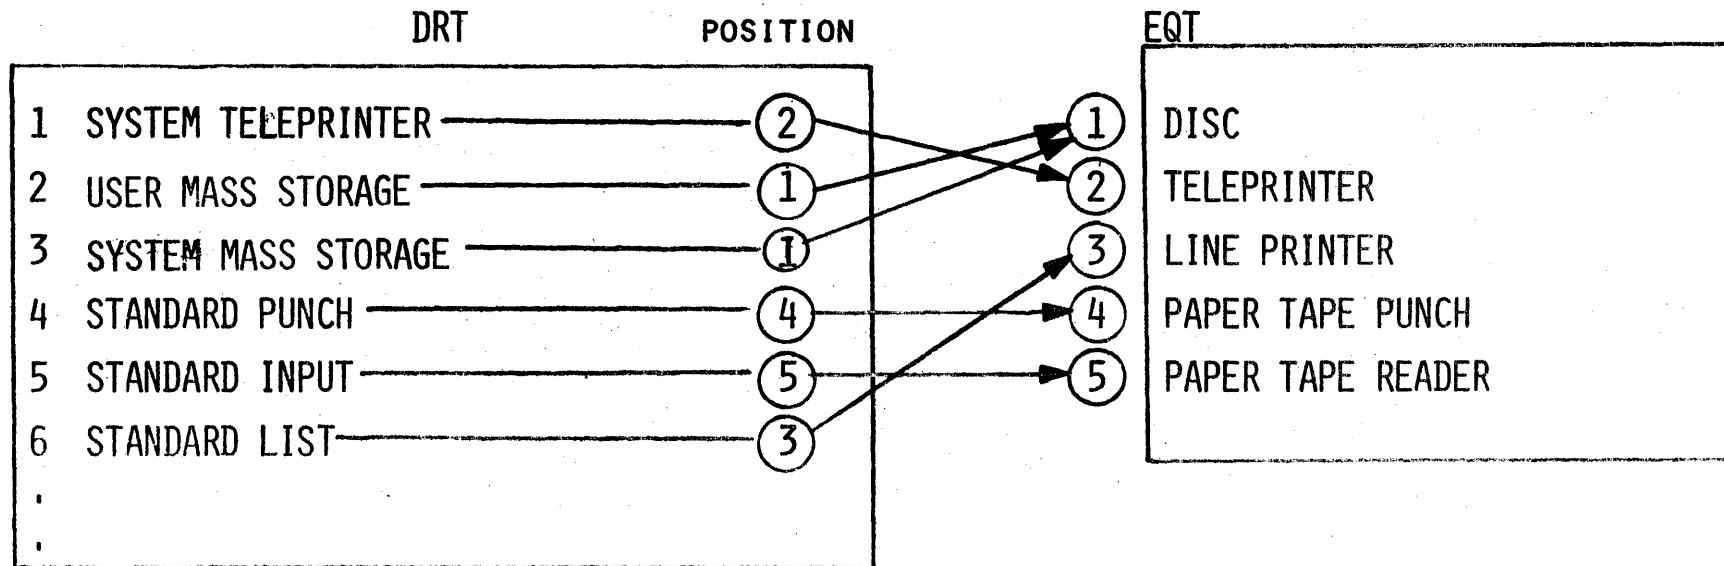 DRT POSITION EQT
1 SYSTEM TELEPRINTER 2 1 DISC
2 USER MASS STORAGE 1 2 TELEPRINTER
3 SYSTEM MASS STORAGE 1 3 LINE PRINTER
4 STANDARD PUNCH 4 4 PAPER TAPE PUNCH
5 STANDARD INPUT 5 5 PAPER TAPE READER
6 STANDARD LIST 3
.
.